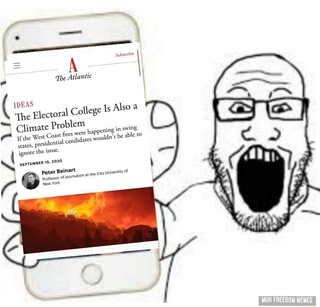 Subscribe
A
The Atlantic
IDEAS
The Electoral College Is Also a
Climate Problem
If the West Coast fires were happening in swing
states, presidential candidates wouldn't be able to
ignore the issue.
SEPTEMBER 16, 2020
Peter Beinart
Professor of journalism at the City University of
New York
MUH FREEDOM MEMES